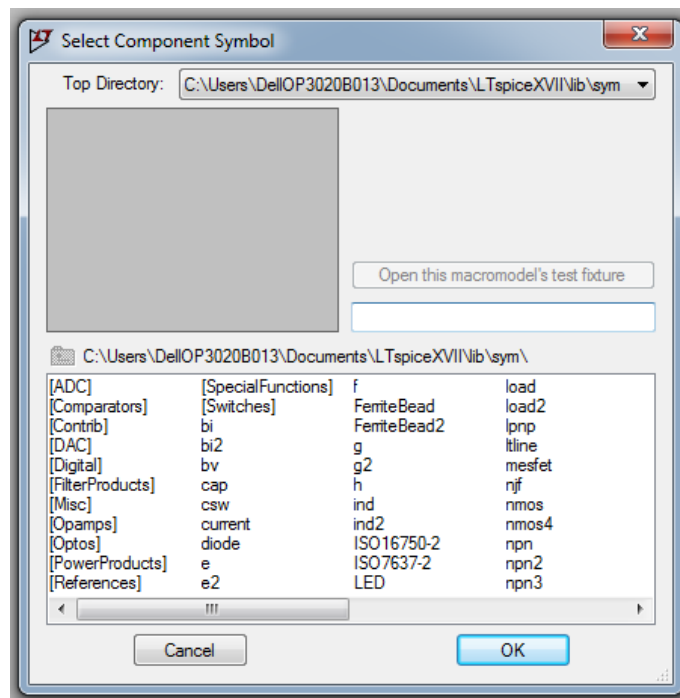 Select Component Symbol
Top Directory: C:\Users\DellOP3020B013\Documents\LTspiceXVII\lib\sym
Open this macromodel's test fixture
C:\Users\DellOP3020B013\Documents\LTspiceXVII\lib\sym\
[ADC] [SpecialFunctions] f load
[Comparators] [Switches] FerriteBead load2
[Contrib] bi FerriteBead2 lpnp
[DAC] bi2 g ltline
[Digital] bv g2 mesfet
[FilterProducts] cap h njf
[Misc] csw ind nmos
[Opamps] current ind2 nmos4
[Optos] diode ISO16750-2 npn
[PowerProducts] e ISO7637-2 npn2
[References] e2 LED npn3
Cancel OK